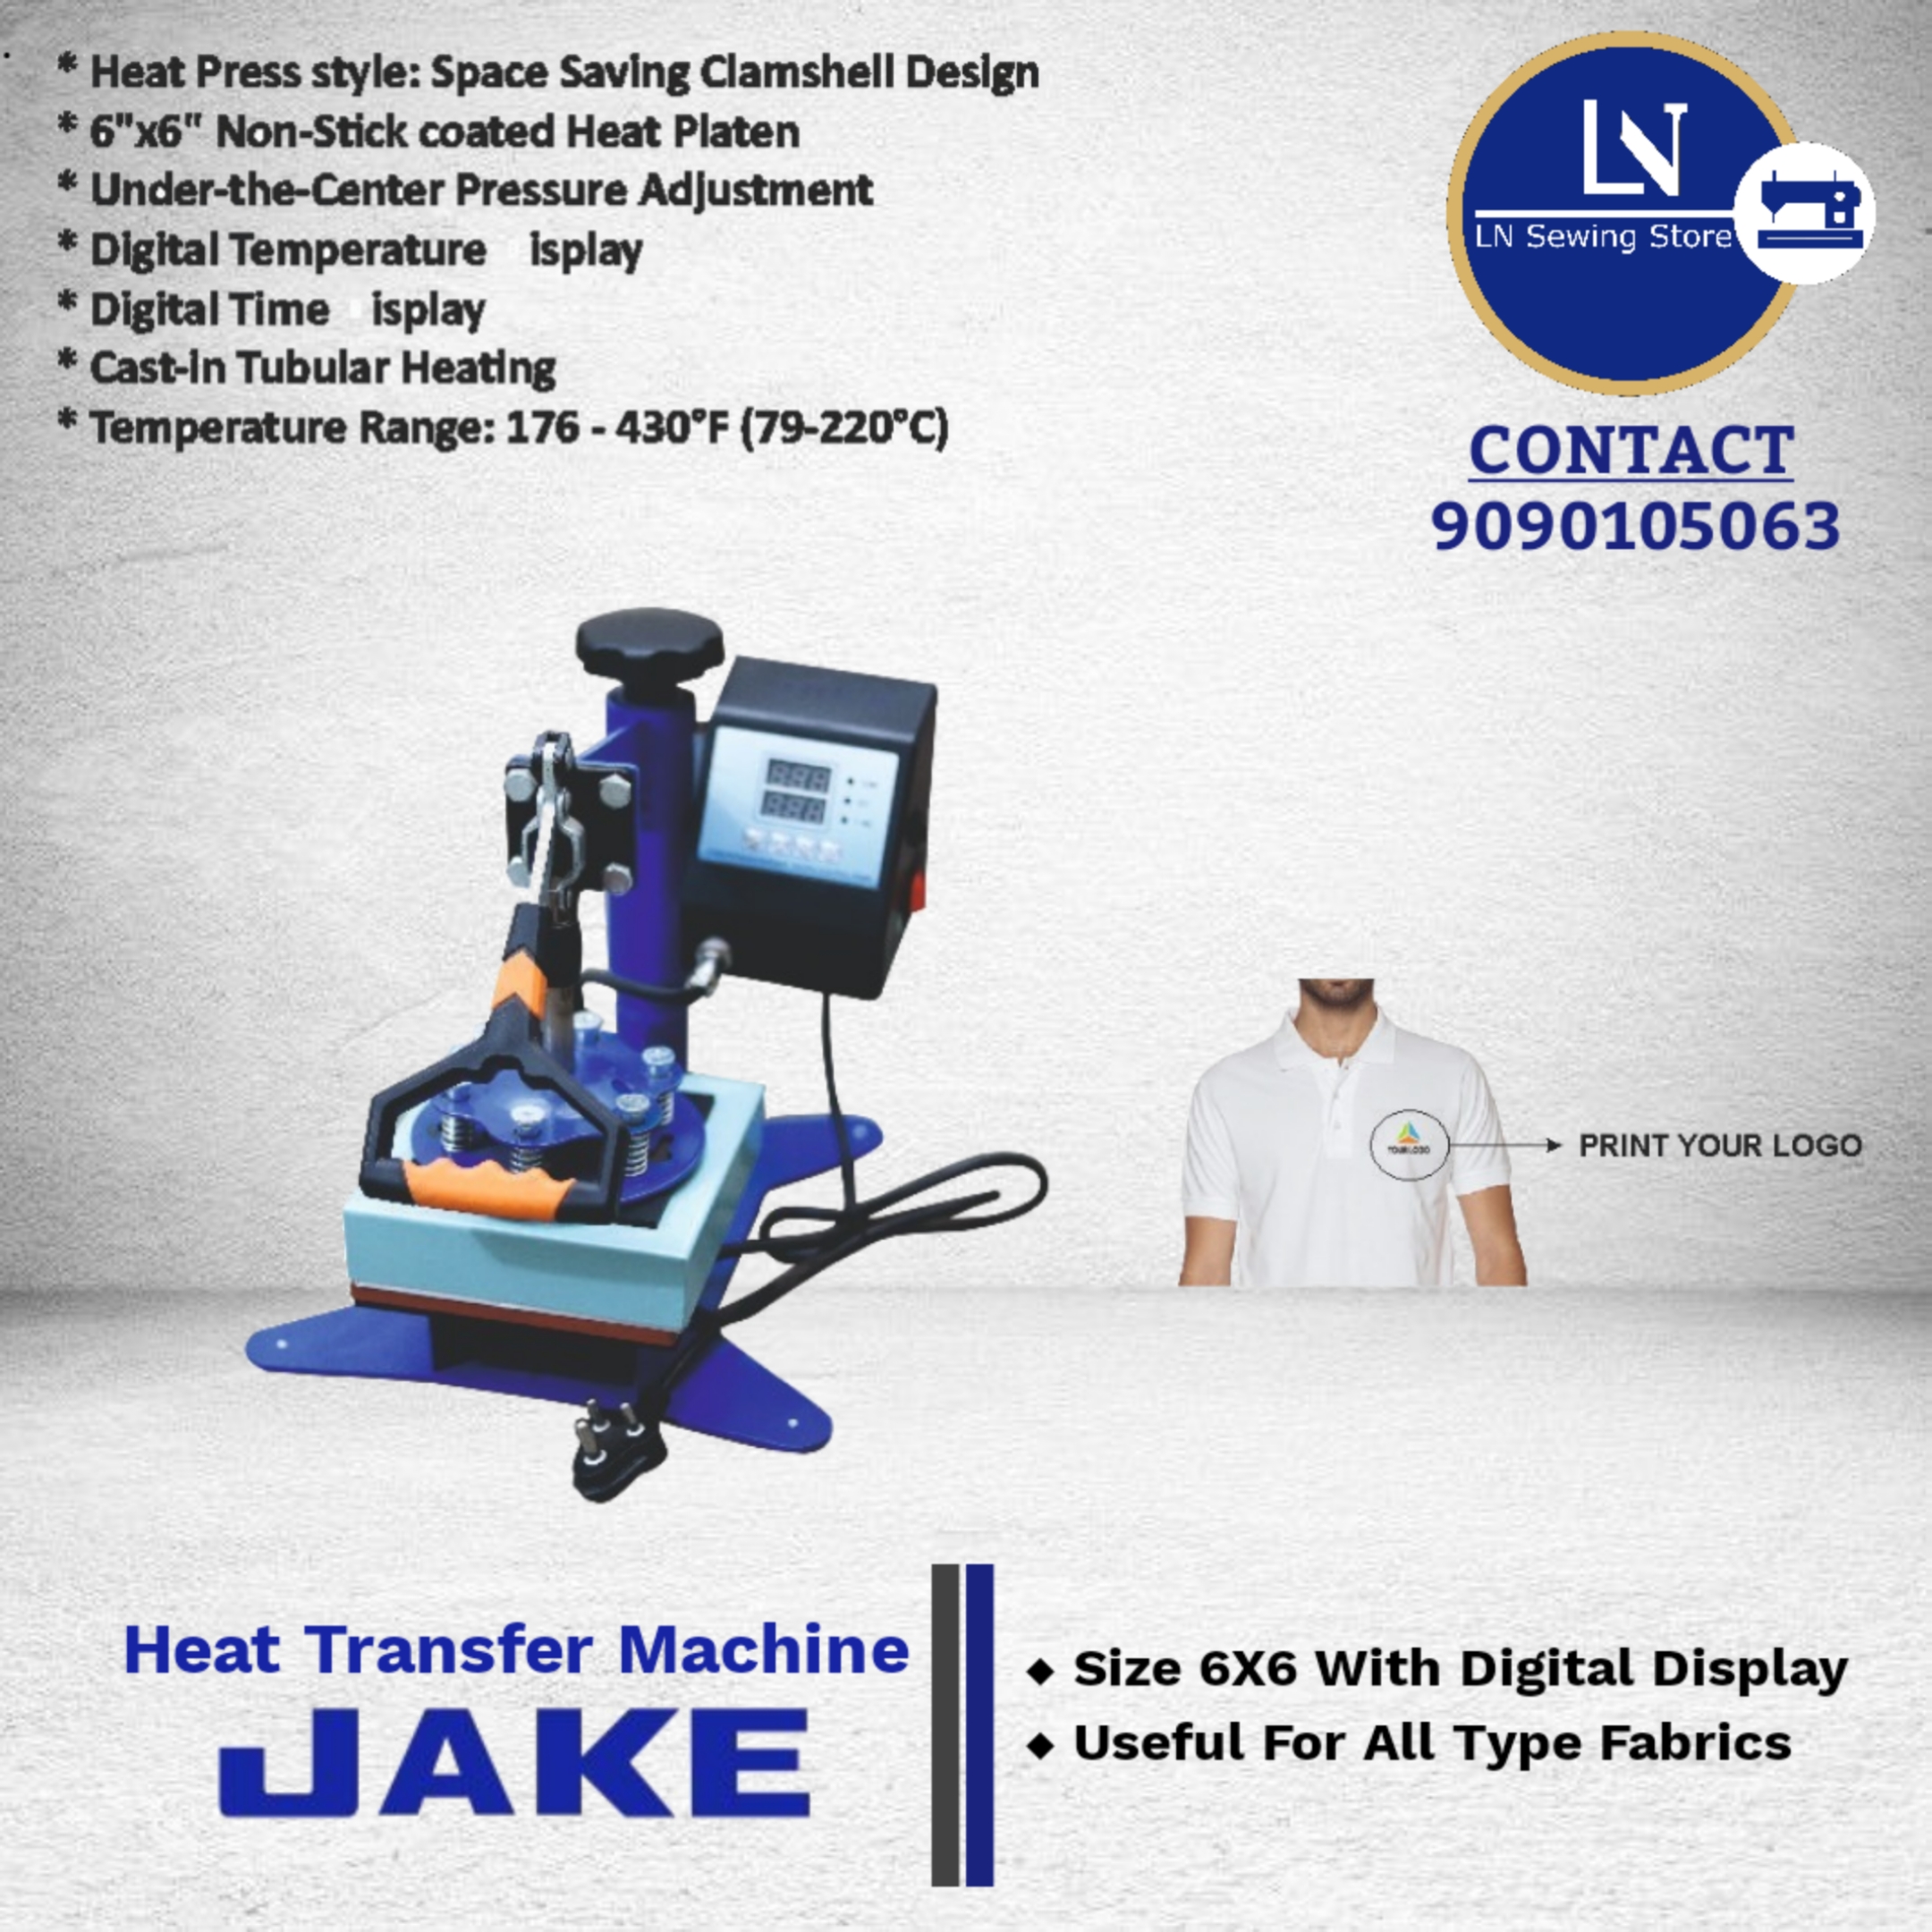 * Heat Press style: Space Saving Clamshell Design
* 6"x6" Non-Stick coated Heat Platen
* Under-the-Center Pressure Adjustment
* Digital Temperature isplay
* Digital Time isplay
* Cast-in Tubular Heating
* Temperature Range: 176 - 430°F (79-220°C)
LN
LN Sewing Store
CONTACT
9090105063
YOUR LOGO
PRINT YOUR LOGO
Heat Transfer Machine
JAKE
◆ Size 6X6 With Digital Display
◆ Useful For All Type Fabrics